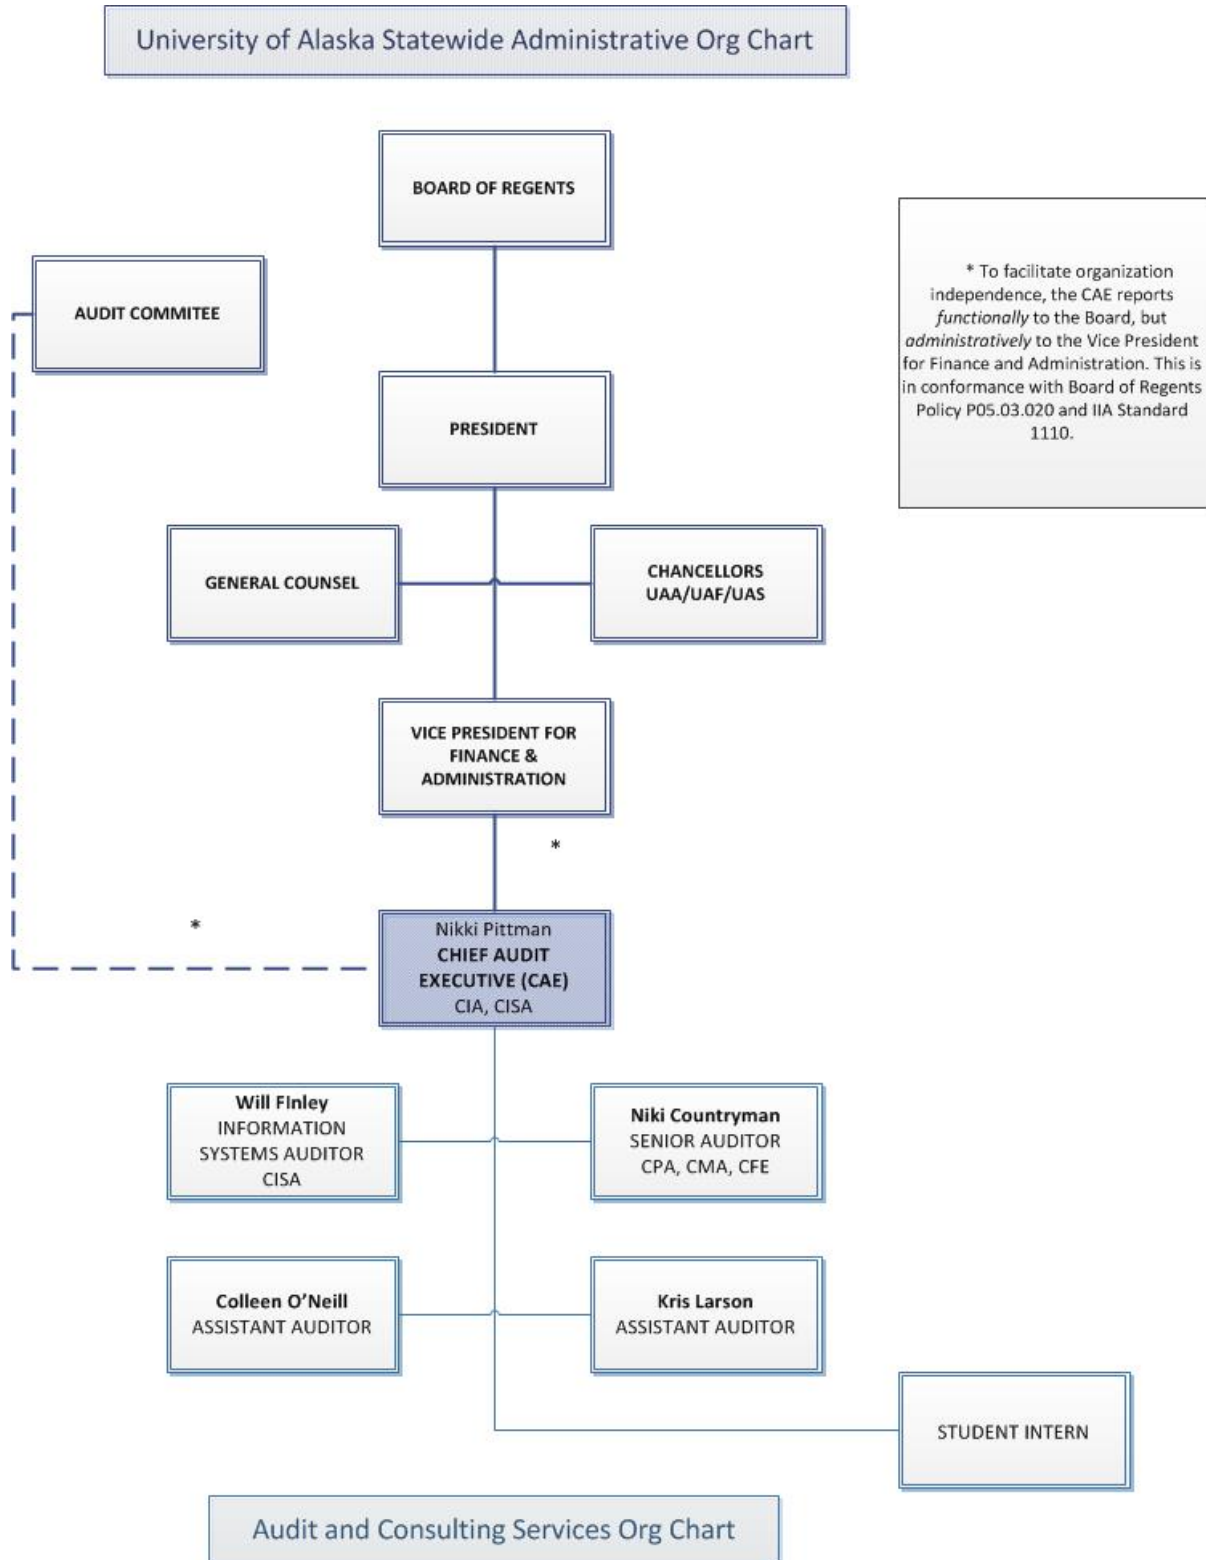 University of Alaska Statewide Administrative Org Chart
BOARD OF REGENTS
* To facilitate organization
independence, the CAE reports
functionally to the Board, but
administratively to the Vice President
for Finance and Administration. This is
in conformance with Board of Regents
Policy P05.03.020 and IIA Standard
1110.
AUDIT COMMITEE
PRESIDENT
GENERAL COUNSEL
CHANCELLORS
UAA/UAF/UAS
VICE PRESIDENT FOR
FINANCE &
ADMINISTRATION
*
*
Nikki Pittman
CHIEF AUDIT
EXECUTIVE (CAE)
CIA, CISA
Will FInley
INFORMATION
SYSTEMS AUDITOR
CISA
Niki Countryman
SENIOR AUDITOR
CPA, CMA, CFE
Colleen O’Neill
ASSISTANT AUDITOR
Kris Larson
ASSISTANT AUDITOR
STUDENT INTERN
Audit and Consulting Services Org Chart